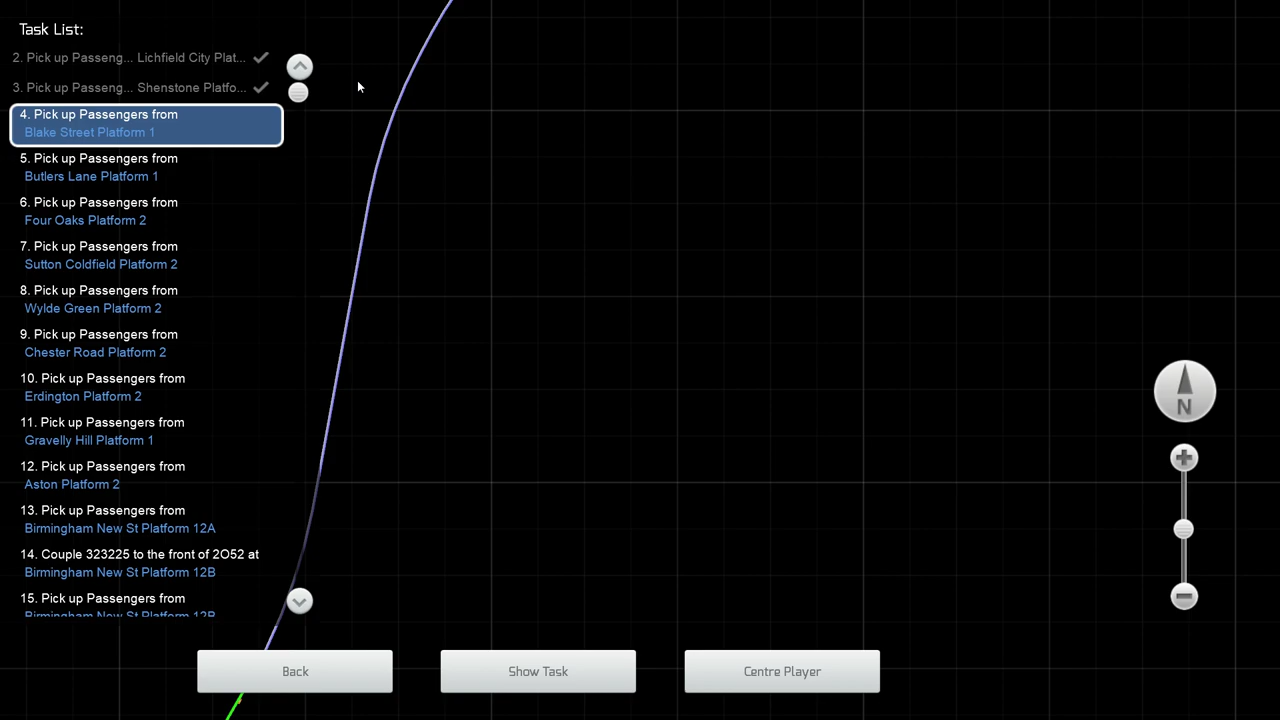 Task List:
2. Pick up Passeng... Lichfield City Plat...
3. Pick up Passeng... Shenstone Platfo...
4. Pick up Passengers from
Blake Street Platform 1
5. Pick up Passengers from
Butlers Lane Platform 1
6. Pick up Passengers from
Four Oaks Platform 2
7. Pick up Passengers from
Sutton Coldfield Platform 2
8. Pick up Passengers from
Wylde Green Platform 2
9. Pick up Passengers from
Chester Road Platform 2
10. Pick up Passengers from
Erdington Platform 2
11. Pick up Passengers from
Gravelly Hill Platform 1
12. Pick up Passengers from
Aston Platform 2
13. Pick up Passengers from
Birmingham New St Platform 12A
14. Couple 323225 to the front of 2O52 at
Birmingham New St Platform 12B
15. Pick up Passengers from
Birmingham New St Platform 12B
N
Back
Show Task
Centre Player